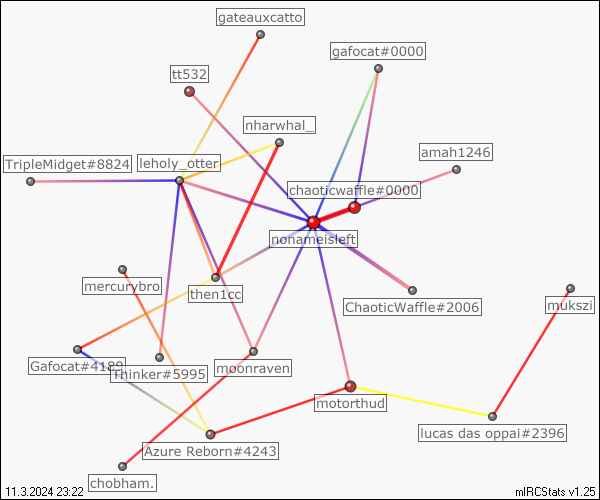 gateauxcatto
gafocat#0000
tt532
nharwhal_
amah1246
TripleMidget#8824
leholy_otter
chaoticwaffle#0000
nonameisleft
mercurybro
then1cc
ChaoticWaffle#2006
mukszi
Gafocat#4189
Thinker#5995
moonraven
motorthud
lucas das oppai#2396
Azure Reborn#4243
chobham.
11.3.2024 23:22
mIRCStats v1.25